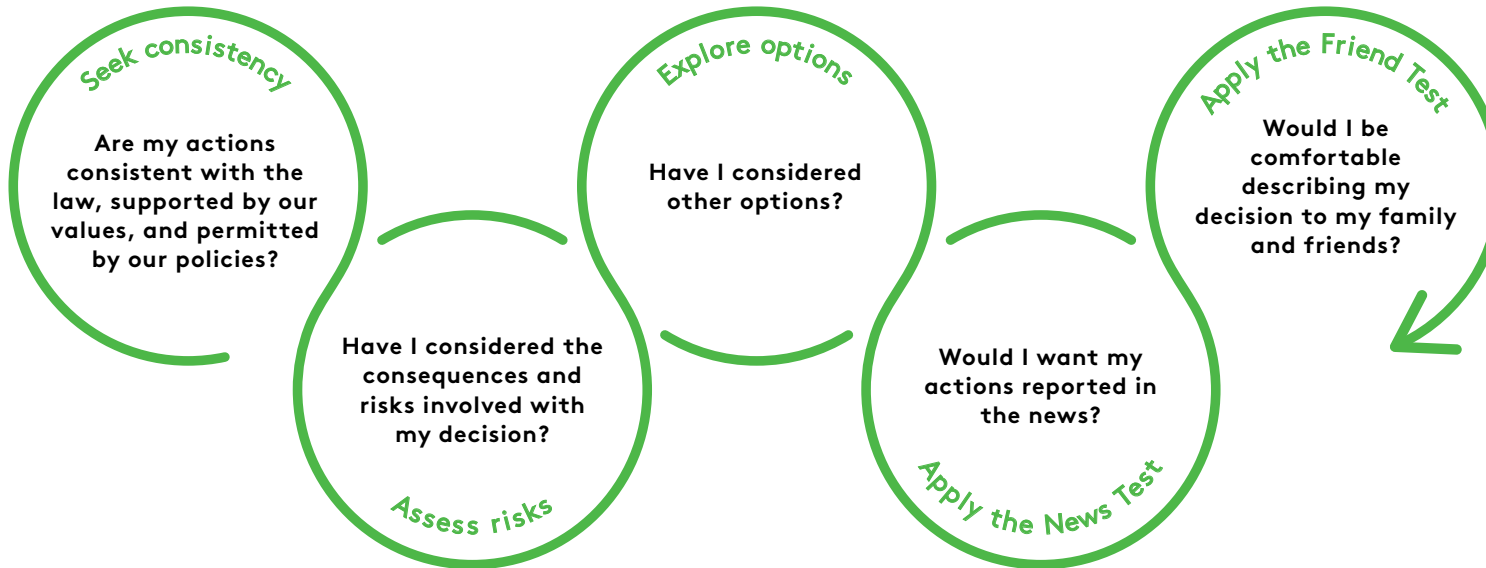 Seek consistency
Are my actions
consistent with the
law, supported by our
values, and permitted
by our policies?
Have I considered the
consequences and
risks involved with
my decision?
Assess risks
Explore options
Have I considered
other options?
Would I want my
actions reported in
the news?
Apply the News Test
Apply the Friend Test
Would I be
comfortable
describing my
decision to my family
and friends?